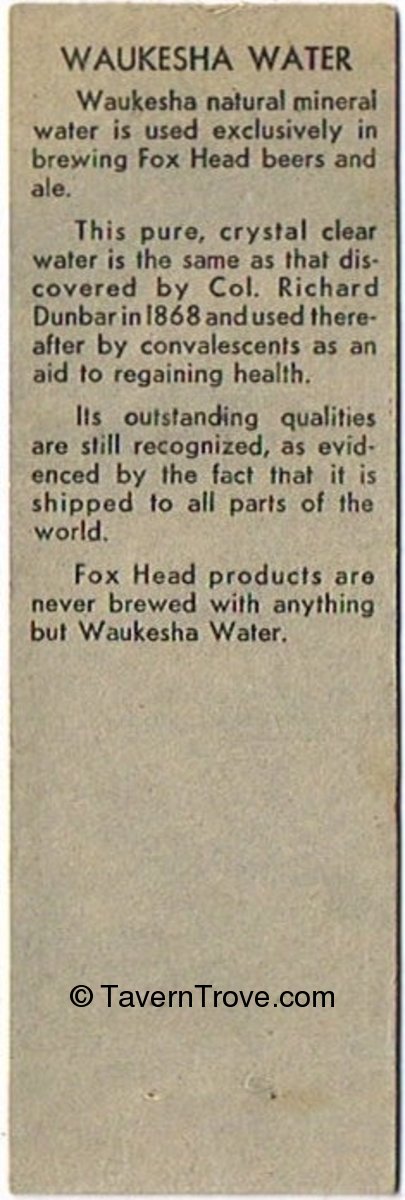 WAUKESHA WATER
Waukesha natural mineral
water is used exclusively in
brewing Fox Head beers and
ale.
This pure, crystal clear
water is the same as that dis-
covered by Col. Richard
Dunbar in 1868 and used there-
after by convalescents as an
aid to regaining health.
Its outstanding qualities
are still recognized, as evid-
enced by the fact that it is
shipped to all parts of the
world.
Fox Head products are
never brewed with anything
but Waukesha Water.
© TavernTrove.com